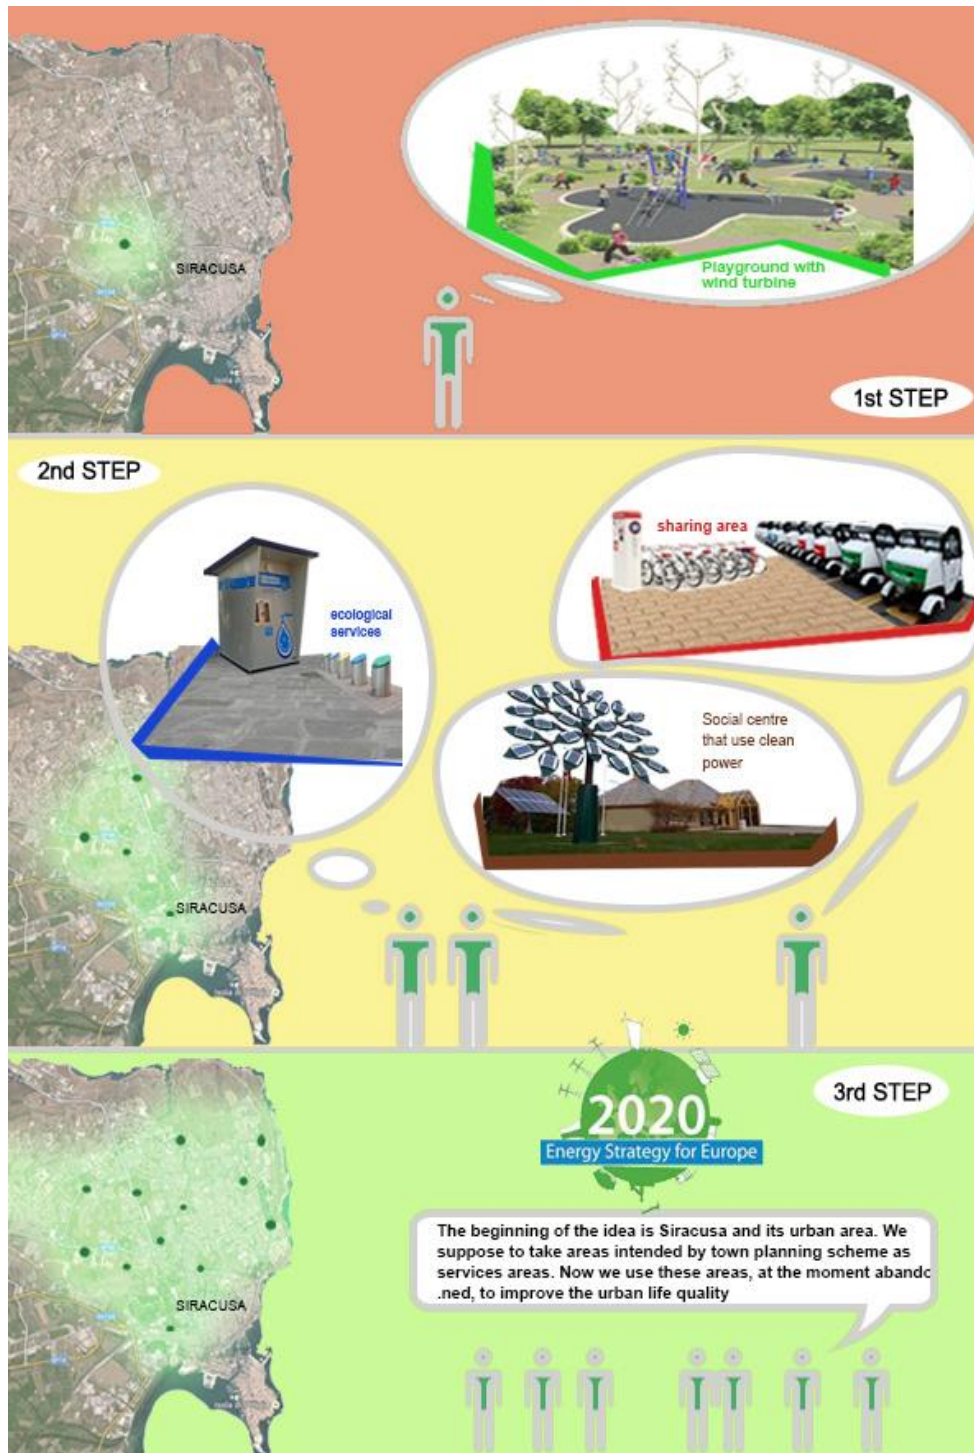 SIRACUSA
Playground with
wind turbine
1st STEP
2nd STEP
sharing area
ecological
services
Social centre
that use clean
power
SIRACUSA
3rd STEP
2020
Energy Strategy for Europe
The beginning of the idea is Siracusa and its urban area. We
suppose to take areas intended by town planning scheme as
services areas. Now we use these areas, at the moment abando
.ned, to improve the urban life quality
SIRACUSA